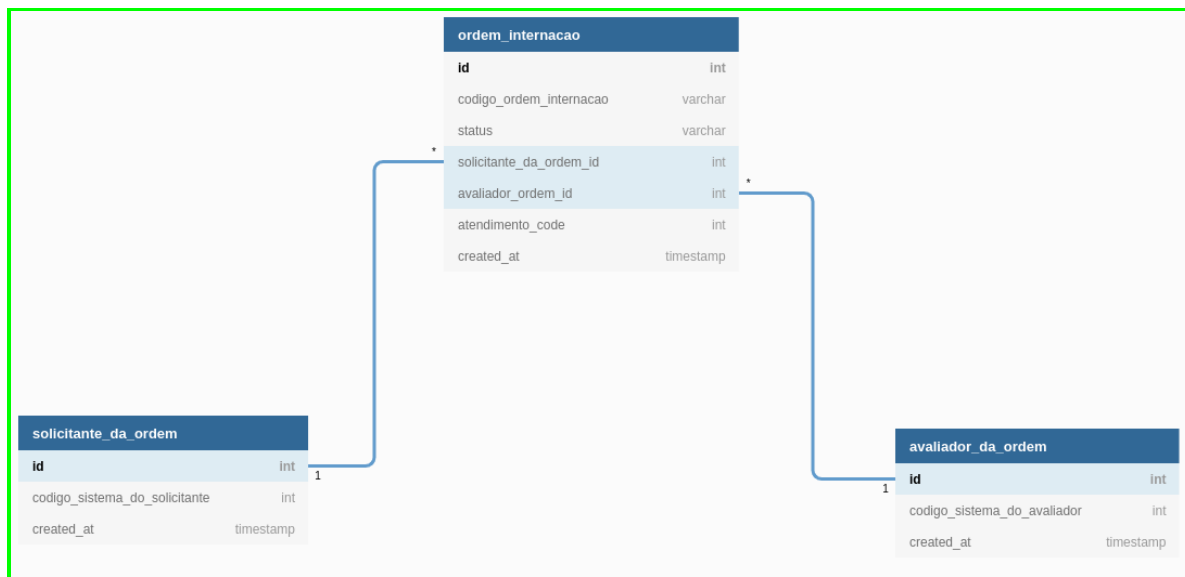 ordem_internacao
id int
codigo_ordem_internacao varchar
status varchar
* solicitante_da_ordem_id int
avaliador_ordem_id int *
atendimento_code int
created_at timestamp
solicitante_da_ordem
id int 1
codigo_sistema_do_solicitante int
created_at timestamp
avaliador_da_ordem
1 id int
codigo_sistema_do_avaliador int
created_at timestamp